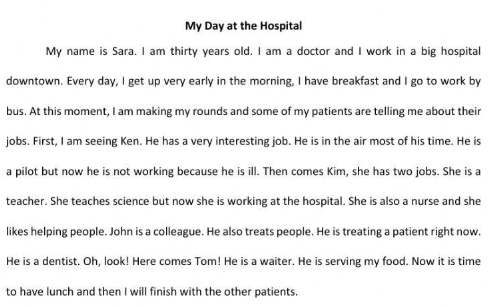 My Day at the Hospital
My name is Sara. I am thirty years old. I am a doctor and I work in a big hospital
downtown. Every day, I get up very early in the morning, I have breakfast and I go to work by
bus. At this moment, I am making my rounds and some of my patients are telling me about their
jobs. First, I am seeing Ken. He has a very interesting job. He is in the air most of his time. He is
a pilot but now he is not working because he is ill. Then comes Kim, she has two jobs. She is a
teacher. She teaches science but now she is working at the hospital. She is also a nurse and she
likes helping people. John is a colleague. He also treats people. He is treating a patient right now.
He is a dentist. Oh, look! Here comes Tom! He is a waiter. He is serving my food. Now it is time
to have lunch and then I will finish with the other patients.